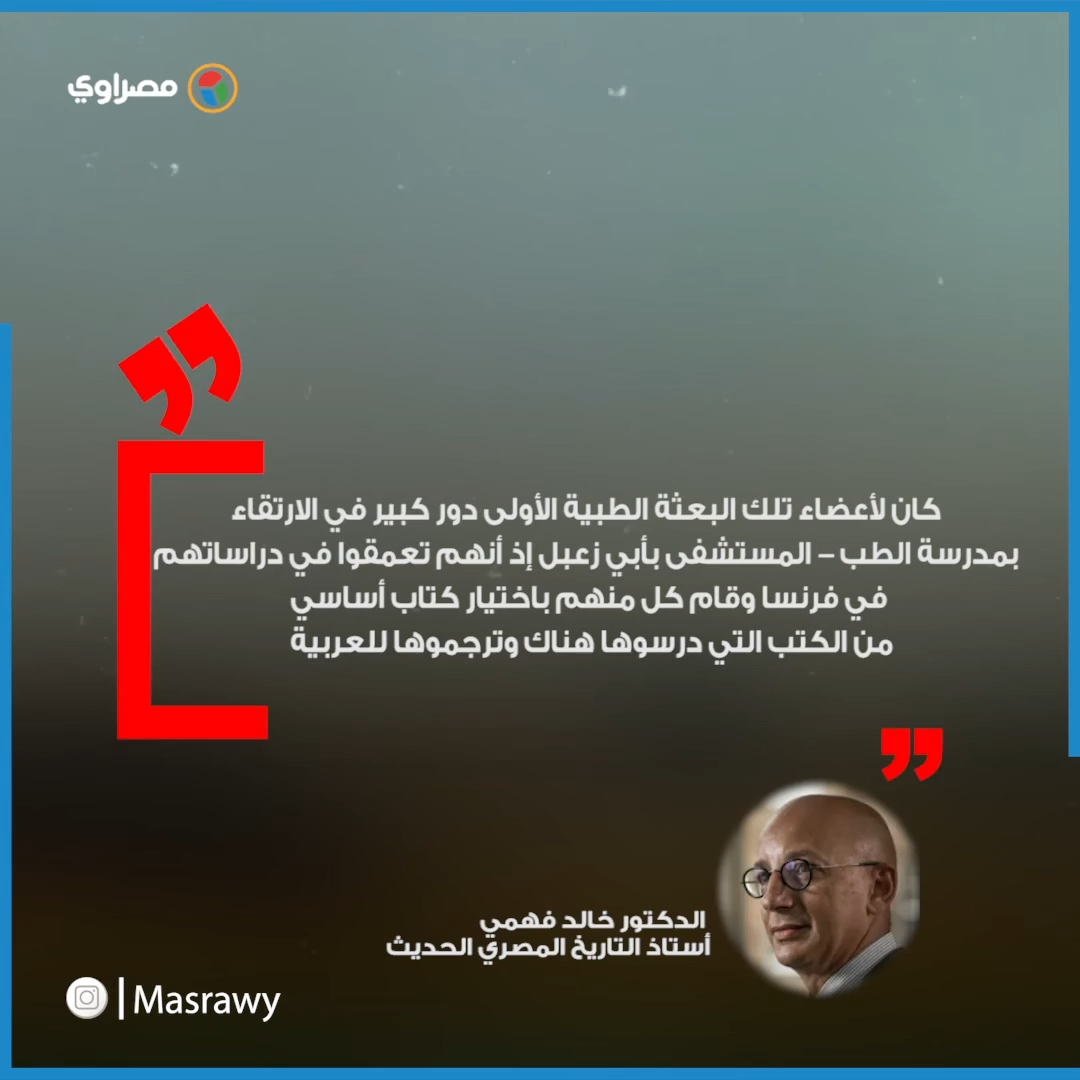 مصراوي
كان لأعضاء تلك البعثة الطبية الأولى دور كبير في الارتقاء
بمدرسة الطب – المستشفى بأبي زعبل إذ أنهم تعمقوا في دراساتهم
في فرنسا وقام كل منهم باختيار كتاب أساسي
من الكتب التي درسوها هناك وترجموها للعربية
الدكتور خالد فهمي
أستاذ التاريخ المصري الحديث
Masrawy